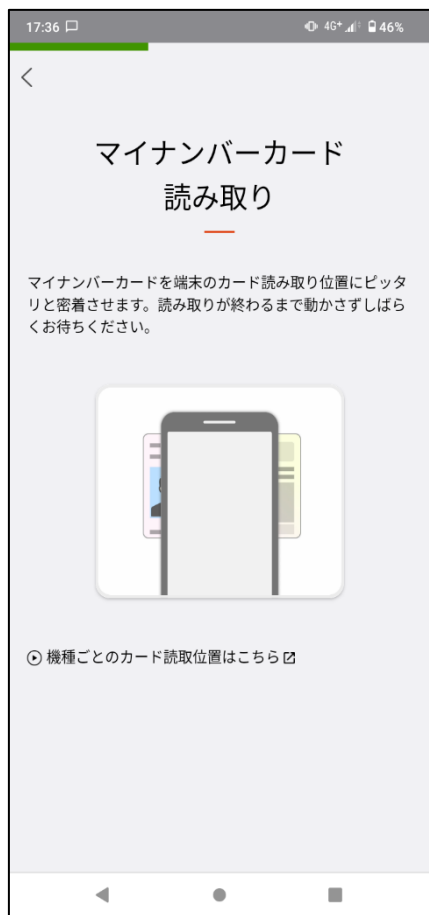 17:36 4G+ 46%
マイナンバーカード
読み取り
マイナンバーカードを端末のカード読み取り位置にピッタ
リと密着させます。読み取りが終わるまで動かさずしばら
くお待ちください。
機種ごとのカード読取位置はこちら